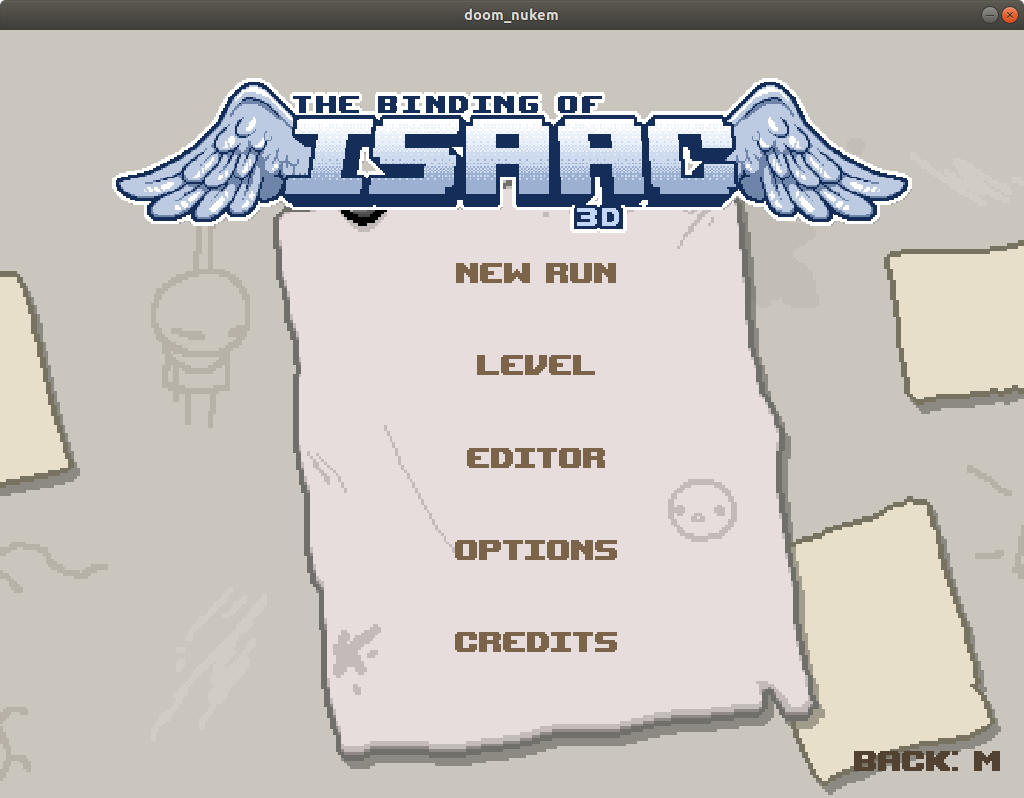 doom_nukem
THE BINDING OF
ISAAC
3D
NEW RUN
LEVEL
EDITOR
OPTIONS
CREDITS
BACK: M